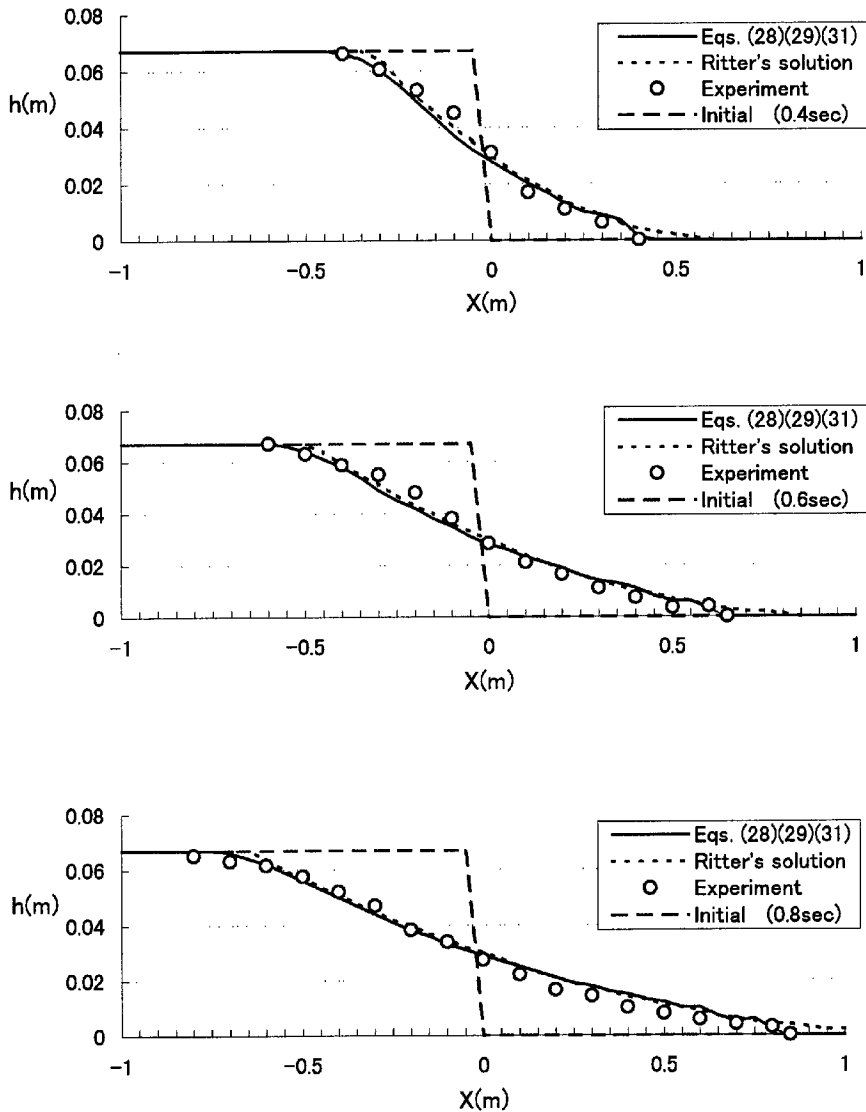 0.08
0.06
h(m)
0.04
0.02
0
Eqs. (28)(29)(31)
Ritter's solution
Experiment
Initial (0.4sec)
-1
-0.5
0
0.5
1
X(m)
0.08
0.06
h(m)
0.04
0.02
0
Eqs. (28)(29)(31)
Ritter's solution
Experiment
Initial (0.6sec)
-1
-0.5
0
0.5
1
X(m)
0.08
0.06
h(m)
0.04
0.02
0
Eqs. (28)(29)(31)
Ritter's solution
Experiment
Initial (0.8sec)
-1
-0.5
0
0.5
1
X(m)